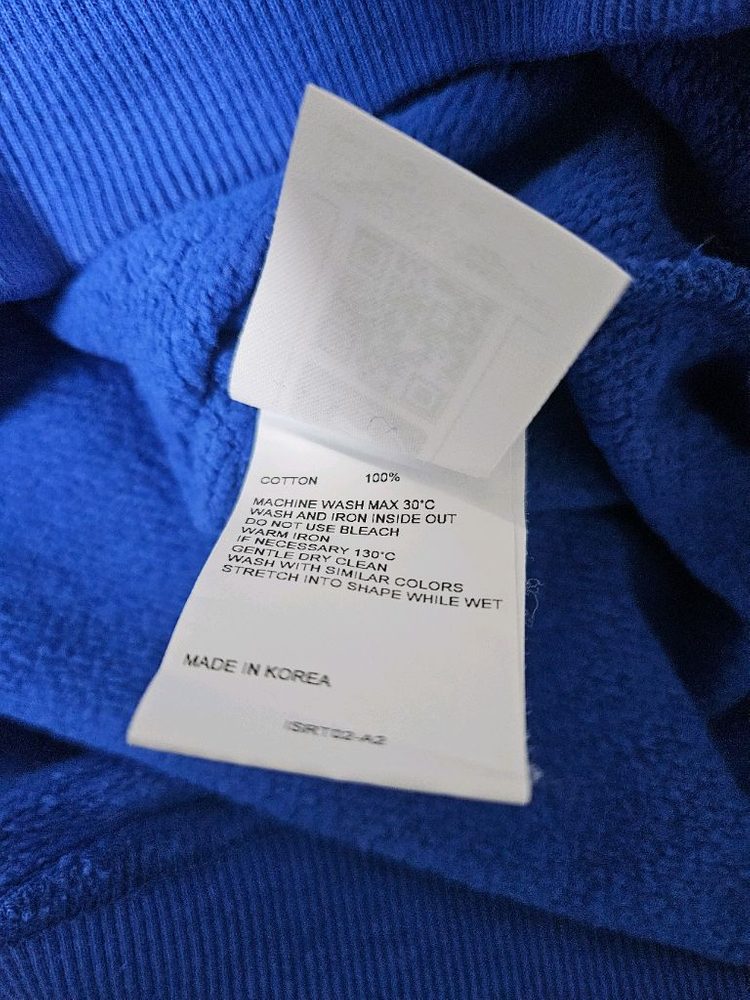 COTTON 100%
MACHINE WASH MAX 30°C
WASH AND IRON INSIDE OUT
DO NOT USE BLEACH
WARM IRON
IF NECESSARY 130°C
GENTLE DRY CLEAN
WASH WITH SIMILAR COLORS
STRETCH INTO SHAPE WHILE WET
MADE IN KOREA
ISRT02-A2